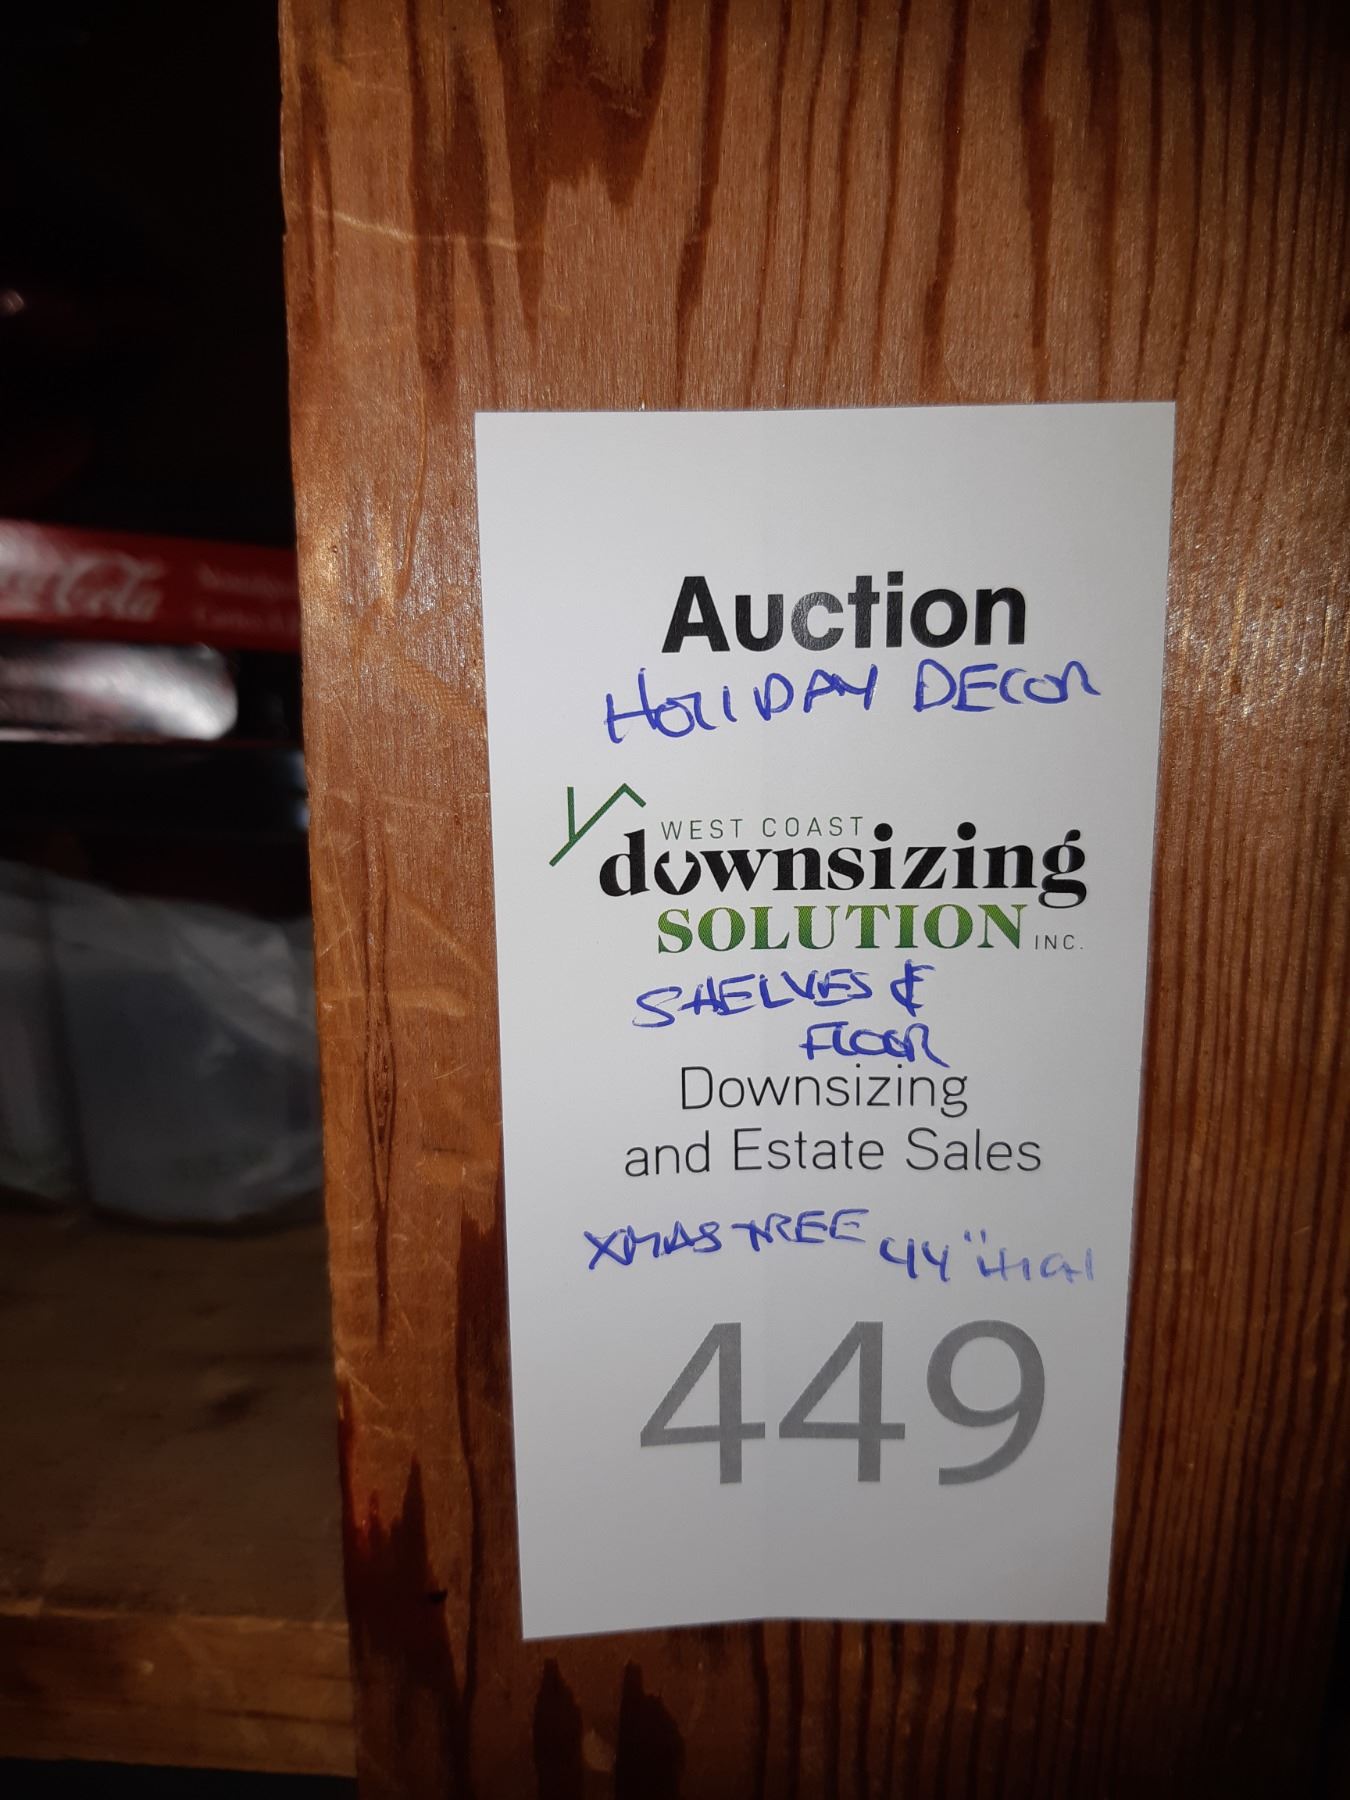 Auction
HOLIDAY DECOR
WEST COAST
downsizing
SOLUTION INC.
SHELVES &
FLOOR
Downsizing
and Estate Sales
XMAS TREE 44" HIGH
449
Cola